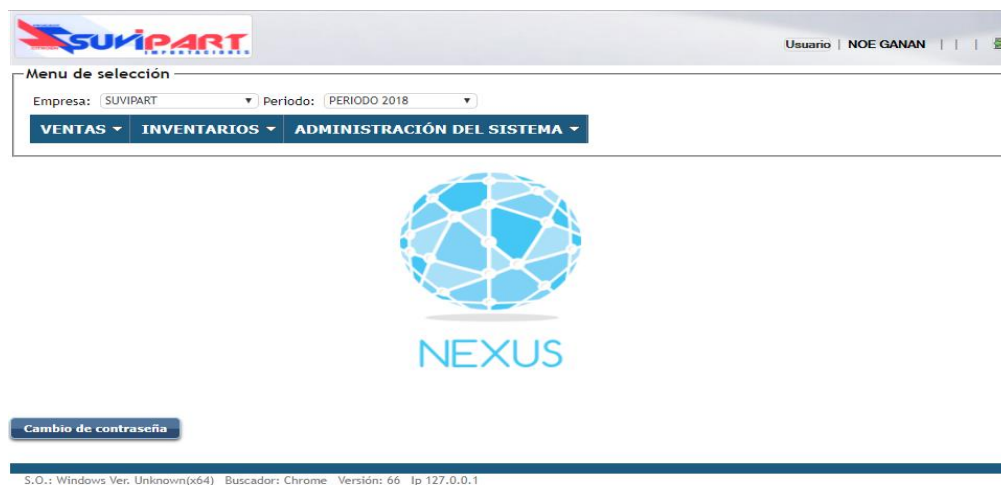 SUVIPART
IMPORTACIONES
Usuario | NOE GANAN | | |
Menu de selección
Empresa: SUVIPART Periodo: PERIODO 2018
VENTAS INVENTARIOS ADMINISTRACIÓN DEL SISTEMA
NEXUS
Cambio de contraseña
S.O.: Windows Ver. Unknown(x64) Buscador: Chrome Versión: 66 Ip 127.0.0.1